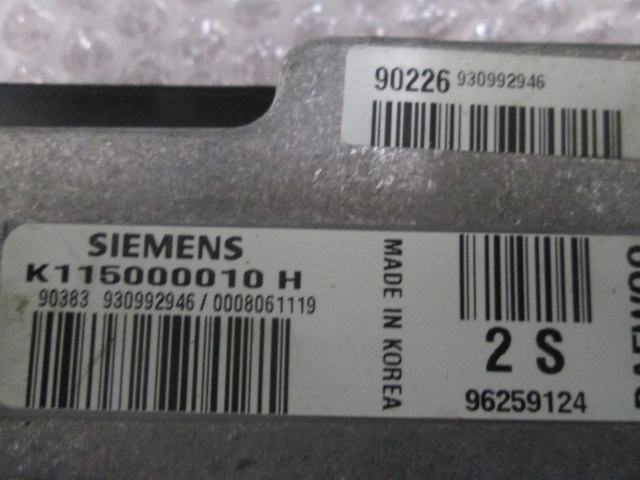 90226 930992946
SIEMENS
K115000010 H
90383 930992946 / 0008061119
MADE IN KOREA
2 S
96259124